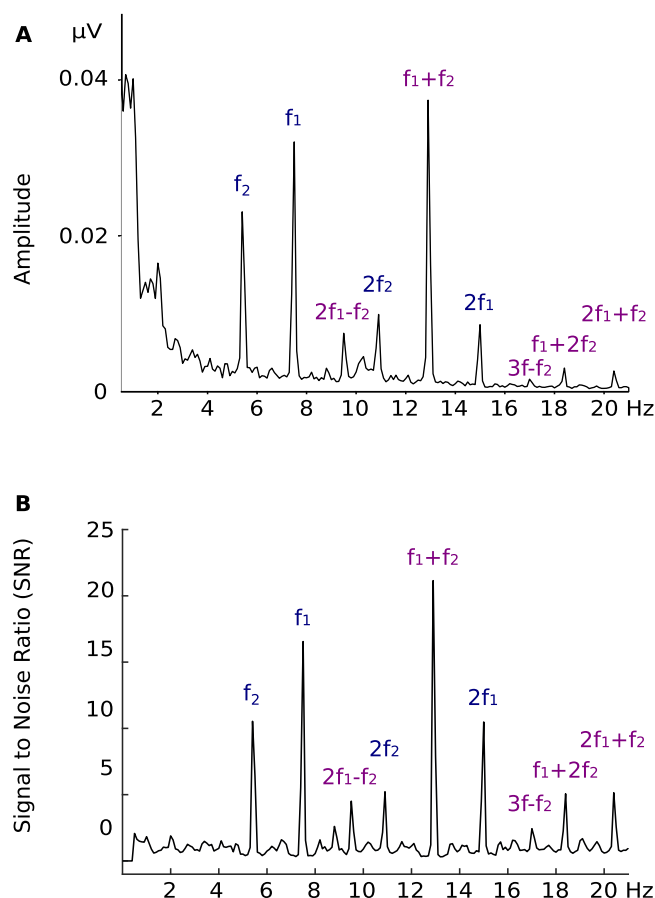 A
μV
f₁+f₂
0.04
f₁
f₂
Amplitude
0.02
2f₂
2f₁
2f₁-f₂
2f₁+f₂
f₁+2f₂
3f-f₂
0
2 4 6 8 10 12 14 16 18 20 Hz
B
25
f₁+f₂
20
f₁
Signal to Noise Ratio (SNR)
15
f₂
2f₁
10
2f₁+f₂
2f₂
2f₁-f₂
f₁+2f₂
5
3f-f₂
0
2 4 6 8 10 12 14 16 18 20 Hz